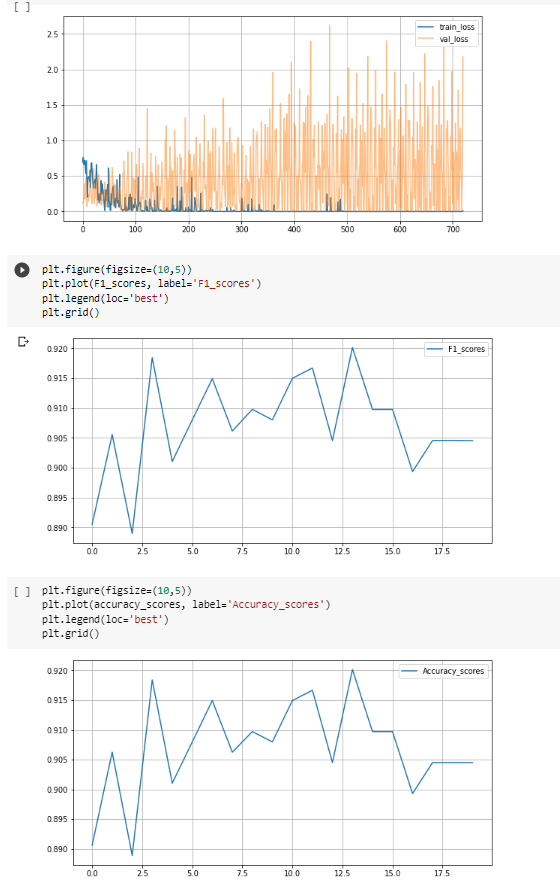 [ ]
train_loss
val_loss
2.5
2.0
1.5
1.0
0.5
0.0
0 100 200 300 400 500 600 700
plt.figure(figsize=(10,5))
plt.plot(F1_scores, label='F1_scores')
plt.legend(loc='best')
plt.grid()
F1_scores
0.920
0.915
0.910
0.905
0.900
0.895
0.890
0.0 2.5 5.0 7.5 10.0 12.5 15.0 17.5
[ ] plt.figure(figsize=(10,5))
plt.plot(accuracy_scores, label='Accuracy_scores')
plt.legend(loc='best')
plt.grid()
Accuracy_scores
0.920
0.915
0.910
0.905
0.900
0.895
0.890
0.0 2.5 5.0 7.5 10.0 12.5 15.0 17.5